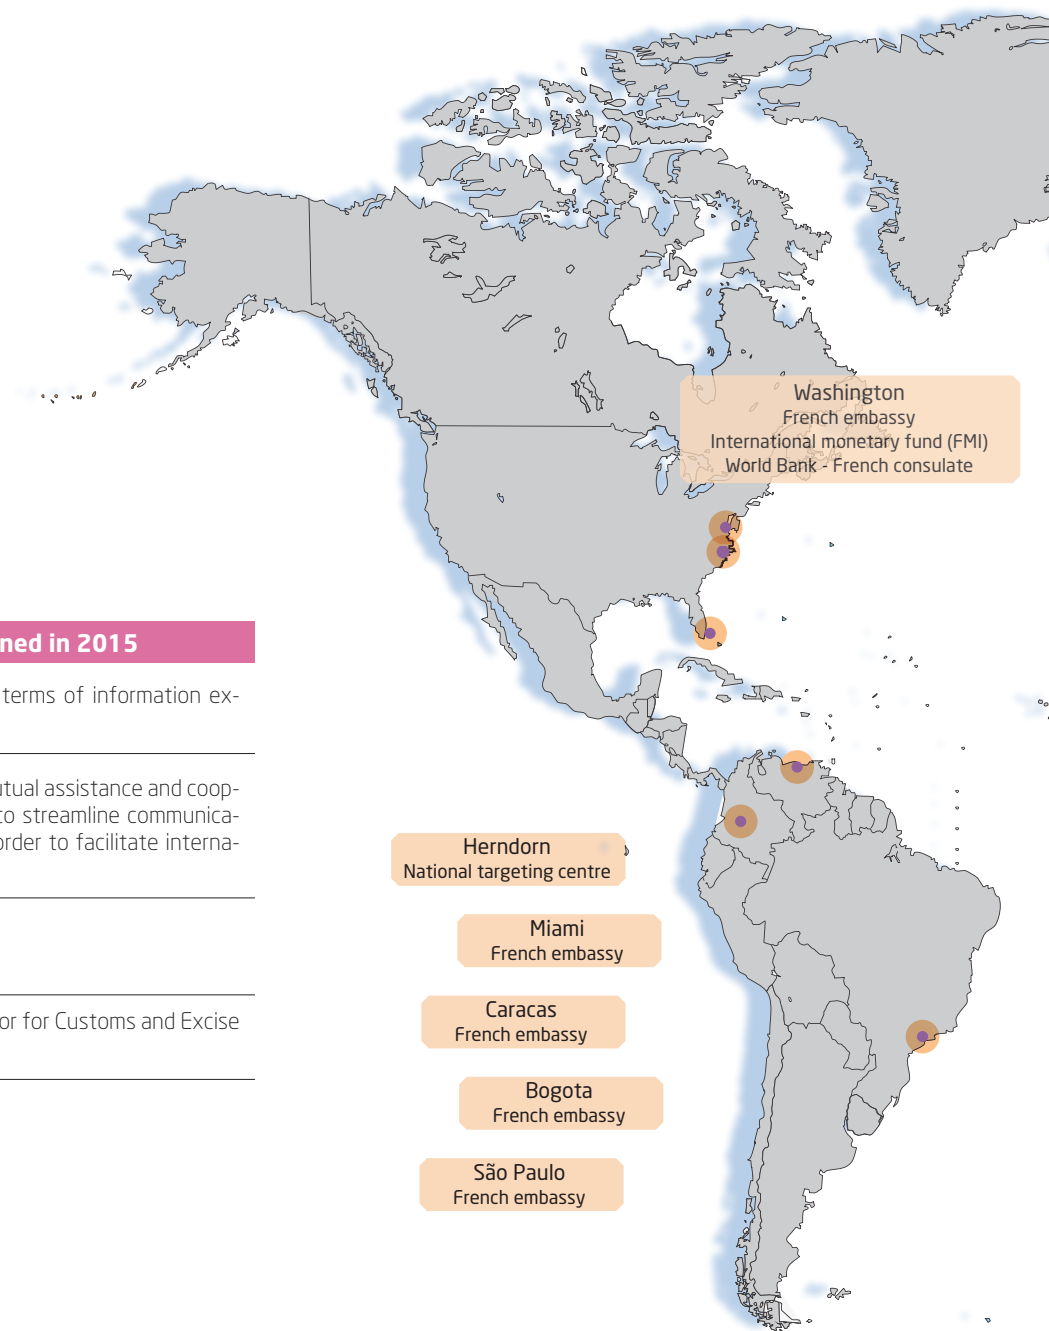 Washington
French embassy
International monetary fund (FMI)
World Bank - French consulate
ned in 2015
terms of information ex-
utual assistance and coop-
to streamline communica-
order to facilitate interna-
or for Customs and Excise
Herndorn
National targeting centre
Miami
French embassy
Caracas
French embassy
Bogota
French embassy
São Paulo
French embassy